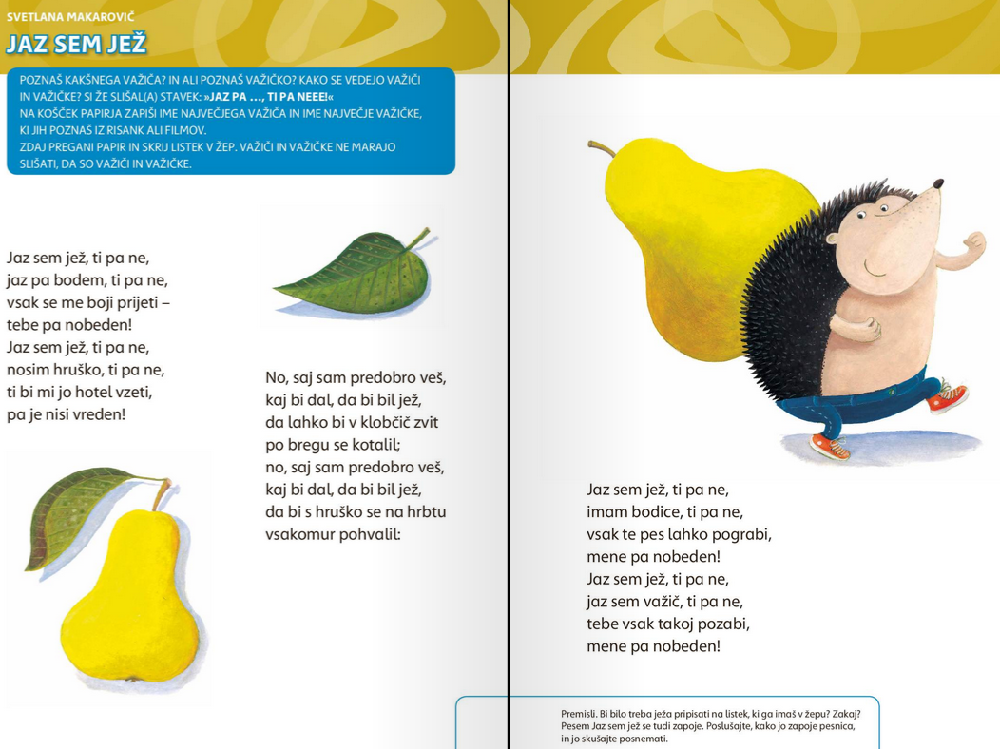 SVETLANA MAKAROVIČ
JAZ SEM JEŽ
POZNAŠ KAKŠNEGA VAŽIČA? IN ALI POZNAŠ VAŽIČKO? KAKO SE VEDEJO VAŽIČI
IN VAŽIČKE? SI ŽE SLIŠAL(A) STAVEK: »JAZ PA ..., TI PA NEEE!«
NA KOŠČEK PAPIRJA ZAPIŠI IME NAJVEČJEGA VAŽIČA IN IME NAJVEČJE VAŽIČKE,
KI JIH POZNAŠ IZ RISANK ALI FILMOV.
ZDAJ PREGANI PAPIR IN SKRIJ LISTEK V ŽEP. VAŽIČI IN VAŽIČKE NE MARAJO
SLIŠATI, DA SO VAŽIČI IN VAŽIČKE.
Jaz sem jež, ti pa ne,
jaz pa bodem, ti pa ne,
vsak se me boji prijeti –
tebe pa nobeden!
Jaz sem jež, ti pa ne,
nosim hruško, ti pa ne,
ti bi mi jo hotel vzeti,
pa je nisi vreden!
No, saj sam predobro veš,
kaj bi dal, da bi bil jež,
da lahko bi v klobčič zvit
po bregu se kotalil;
no, saj sam predobro veš,
kaj bi dal, da bi bil jež,
da bi s hruško se na hrbtu
vsakomur pohvalil:
Jaz sem jež, ti pa ne,
imam bodice, ti pa ne,
vsak te pes lahko pograbi,
mene pa nobeden!
Jaz sem jež, ti pa ne,
jaz sem važič, ti pa ne,
tebe vsak takoj pozabi,
mene pa nobeden!
Premisli. Bi bilo treba ježa pripisati na listek, ki ga imaš v žepu? Zakaj?
Pesem Jaz sem jež se tudi zapoje. Poslušajte, kako jo zapoje pesnica,
in jo skušajte posnemati.